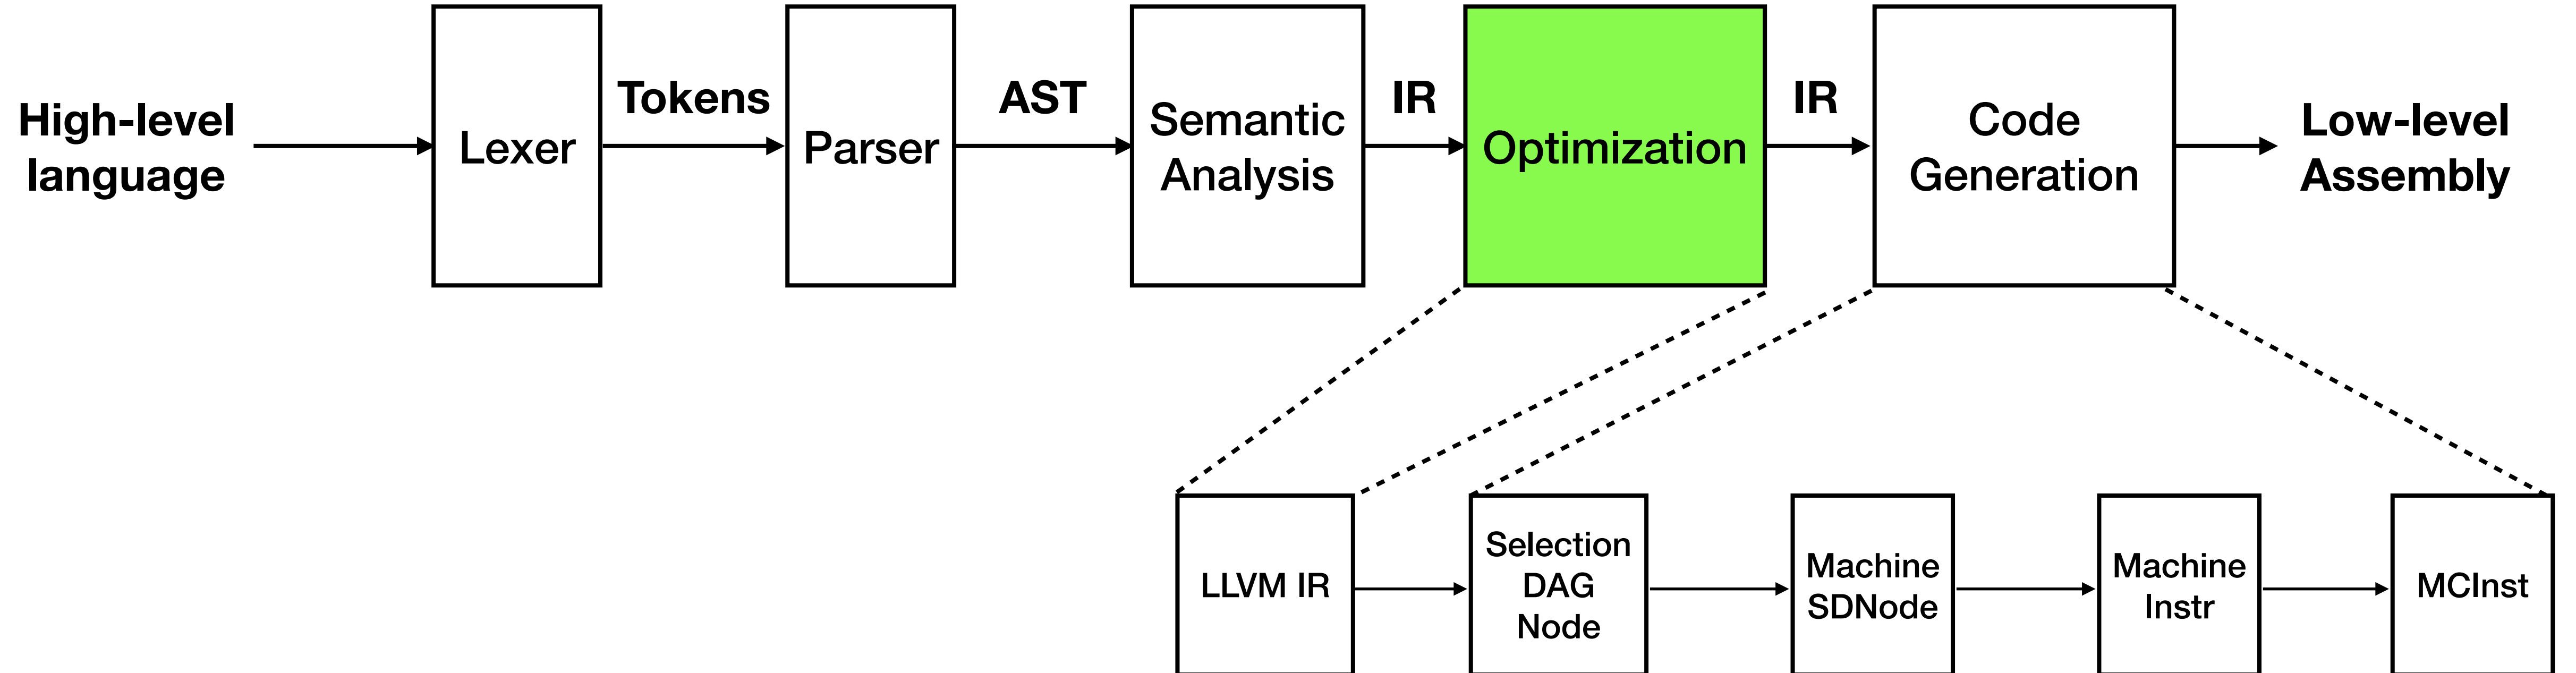 High-level
language
Lexer
Tokens
Parser
AST
Semantic
Analysis
IR
Optimization
IR
Code
Generation
Low-level
Assembly
LLVM IR
Selection
DAG
Node
Machine
SDNode
Machine
Instr
MCInst